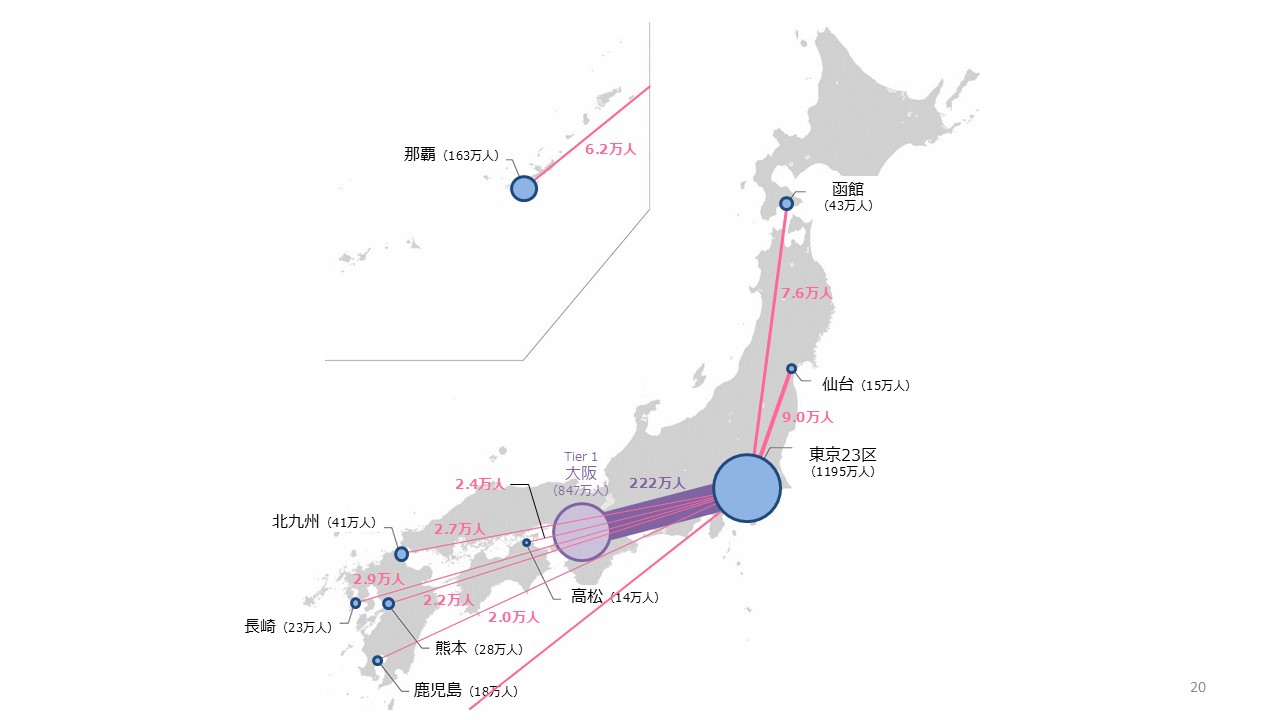 那覇（163万人）
6.2万人
函館
（43万人）
7.6万人
仙台（15万人）
9.0万人
東京23区
（1195万人）
Tier 1
大阪
（847万人）
222万人
2.4万人
北九州（41万人）
2.7万人
2.9万人
高松（14万人）
2.2万人
2.0万人
長崎（23万人）
熊本（28万人）
鹿児島（18万人）
20